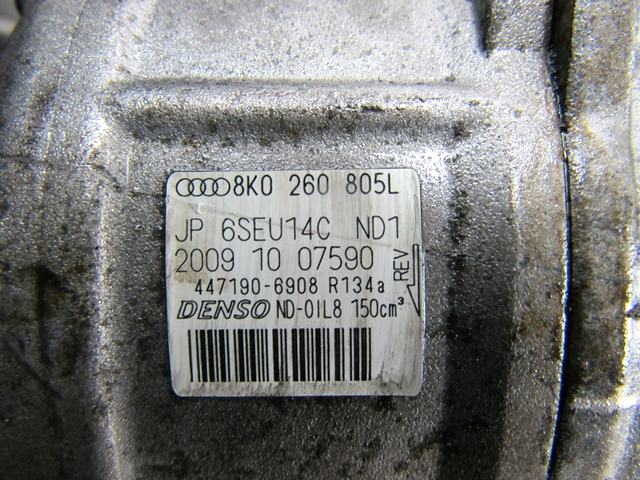 8K0 260 805L
JP 6SEU14C ND1
2009 10 07590
REV
447190-6908 R134a
DENSO ND-OIL8 150cm³